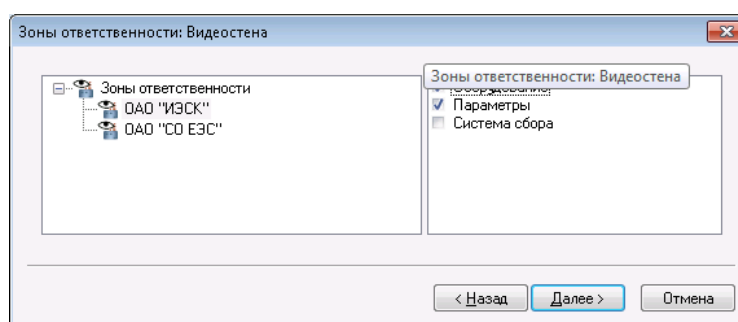 Зоны ответственности: Видеостена
Зоны ответственности: Видеостена
Зоны ответственности
Оборудование
ОАО "ИЭСК"
Параметры
ОАО "СО ЕЭС"
Система сбора
< Назад
Далее >
Отмена